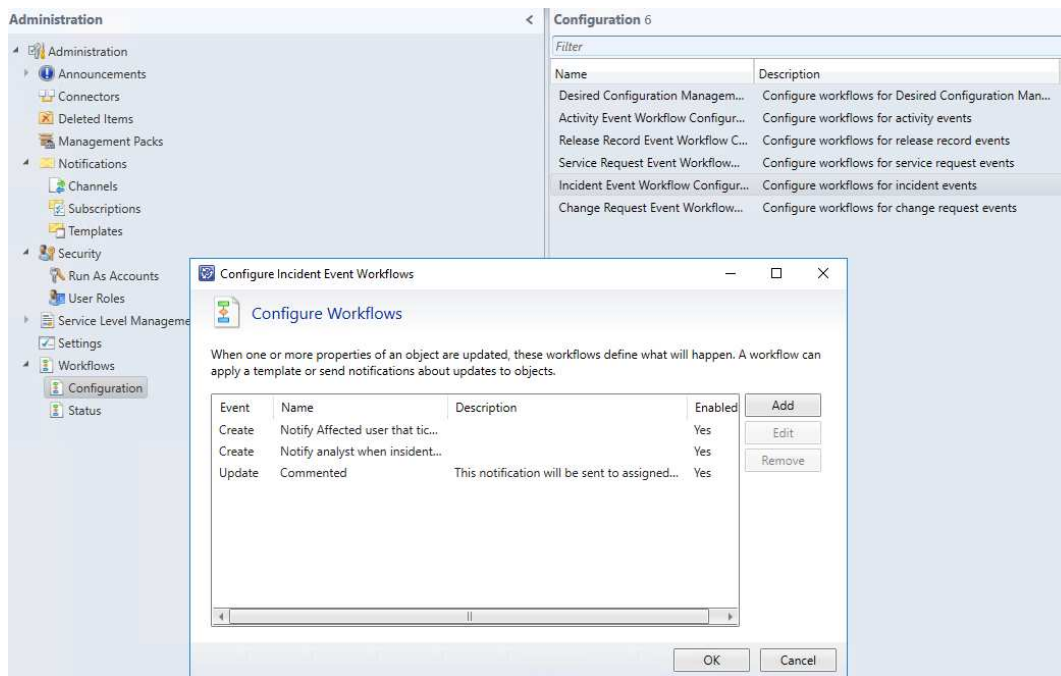 Administration
<
Configuration 6
Administration
Announcements
Connectors
Deleted Items
Management Packs
Notifications
Channels
Subscriptions
Templates
Security
Run As Accounts
User Roles
Service Level Manageme
Settings
Workflows
Configuration
Status
Filter
Name Description
Desired Configuration Managem... Configure workflows for Desired Configuration Man...
Activity Event Workflow Configur... Configure workflows for activity events
Release Record Event Workflow C... Configure workflows for release record events
Service Request Event Workflow... Configure workflows for service request events
Incident Event Workflow Configur... Configure workflows for incident events
Change Request Event Workflow... Configure workflows for change request events
Configure Incident Event Workflows
Configure Workflows
When one or more properties of an object are updated, these workflows define what will happen. A workflow can
apply a template or send notifications about updates to objects.
Event Name Description Enabled
Create Notify Affected user that tic... Yes
Create Notify analyst when insident... Yes
Update Commented This notification will be sent to assigned... Yes
Add
Edit
Remove
OK Cancel